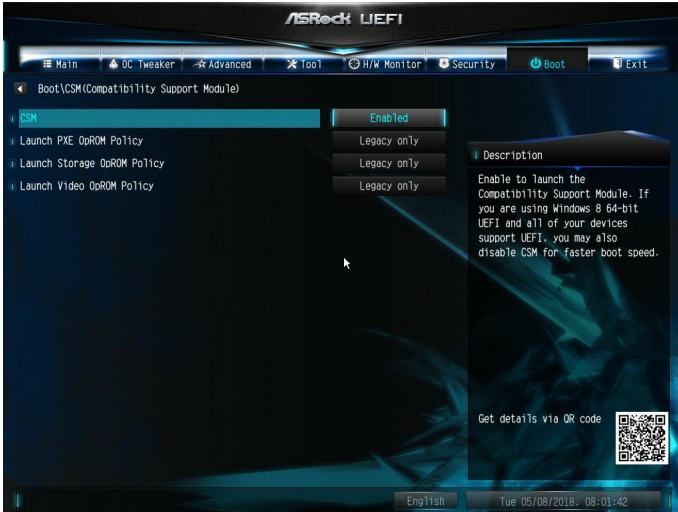 ASRock UEFI
Main OC Tweaker Advanced Tool H/W Monitor Security Boot Exit
Boot\CSM(Compatibility Support Module)
CSM Enabled
Launch PXE OpROM Policy Legacy only
Launch Storage OpROM Policy Legacy only
Launch Video OpROM Policy Legacy only
Description
Enable to launch the
Compatibility Support Module. If
you are using Windows 8 64-bit
UEFI and all of your devices
support UEFI, you may also
disable CSM for faster boot speed.
Get details via QR code
English
Tue 05/08/2018, 08:01:42